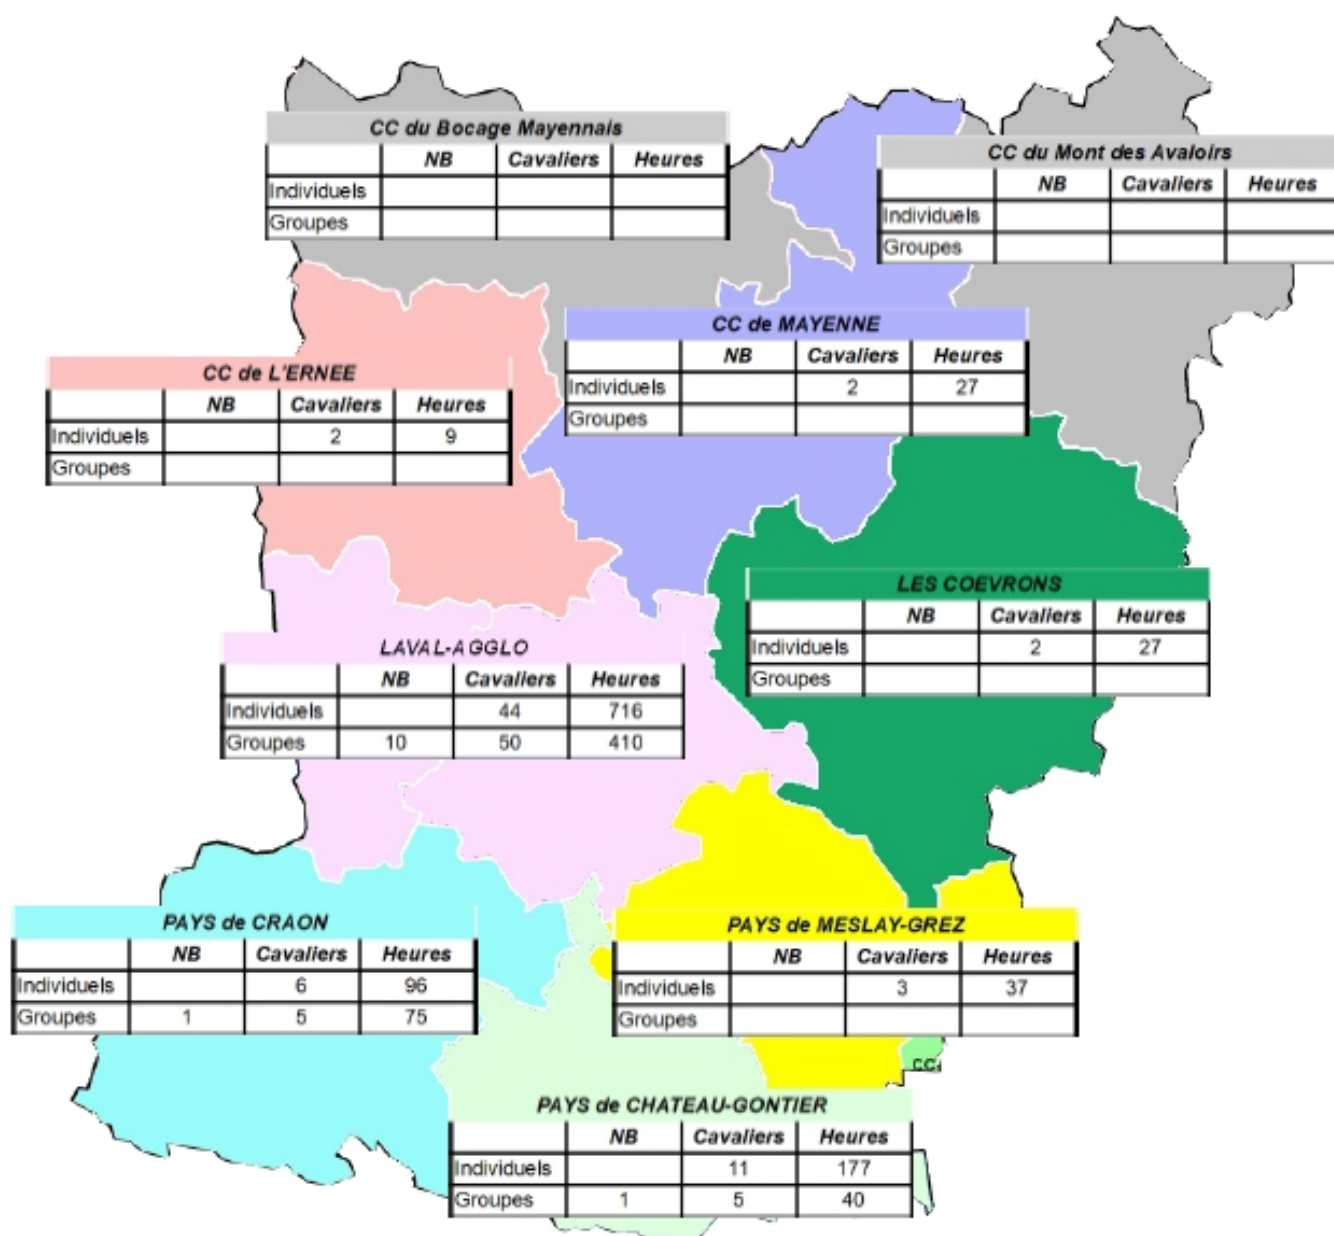 CC du Bocage Mayennais
NB Cavaliers Heures
Individuels
Groupes
CC du Mont des Avaloirs
NB Cavaliers Heures
Individuels
Groupes
CC de MAYENNE
NB Cavaliers Heures
Individuels 2 27
Groupes
CC de L'ERNEE
NB Cavaliers Heures
Individuels 2 9
Groupes
LES COEVRONS
NB Cavaliers Heures
Individuels 2 27
Groupes
LAVAL-AGGLO
NB Cavaliers Heures
Individuels 44 716
Groupes 10 50 410
PAYS de CRAON
NB Cavaliers Heures
Individuels 6 96
Groupes 1 5 75
PAYS de MESLAY-GREZ
NB Cavaliers Heures
Individuels 3 37
Groupes
CC
PAYS de CHATEAU-GONTIER
NB Cavaliers Heures
Individuels 11 177
Groupes 1 5 40